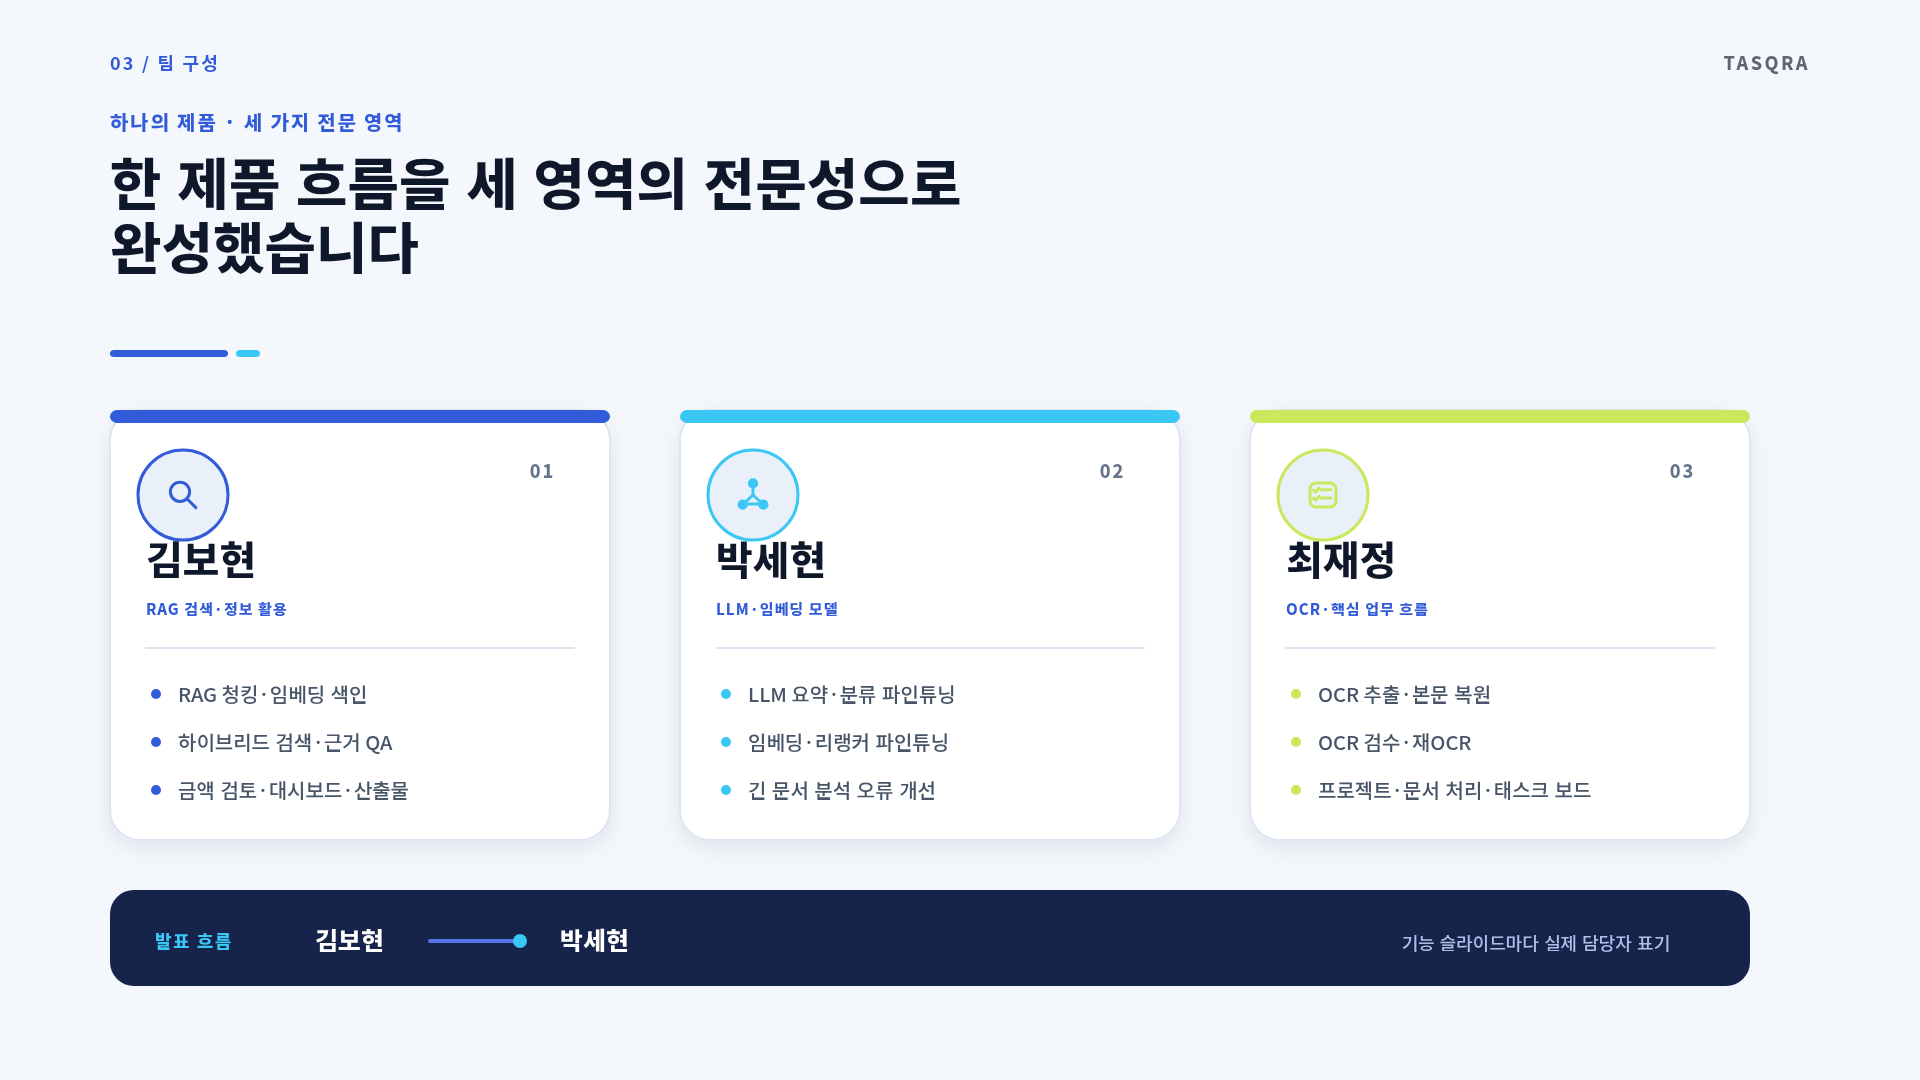 03 / 팀 구성
TASQRA
하나의 제품 · 세 가지 전문 영역
한 제품 흐름을 세 영역의 전문성으로
완성했습니다
01
김보현
RAG 검색·정보 활용
RAG 청킹·임베딩 색인
하이브리드 검색·근거 QA
금액 검토·대시보드·산출물
02
박세현
LLM·임베딩 모델
LLM 요약·분류 파인튜닝
임베딩·리랭커 파인튜닝
긴 문서 분석 오류 개선
03
최재정
OCR·핵심 업무 흐름
OCR 추출·본문 복원
OCR 검수·재OCR
프로젝트·문서 처리·태스크 보드
발표 흐름
김보현
박세현
기능 슬라이드마다 실제 담당자 표기